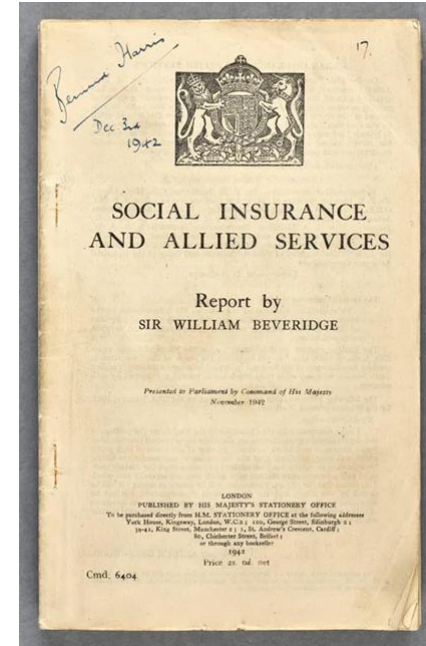 Harris
17.
Dec 3rd
1942
SOCIAL INSURANCE
AND ALLIED SERVICES
Report by
SIR WILLIAM BEVERIDGE
Presented to Parliament by Command of His Majesty
November 1942
LONDON
PUBLISHED BY HIS MAJESTY'S STATIONERY OFFICE
To be purchased directly from H.M. STATIONERY OFFICE at the following addresses
York House, Kingsway, London, W.C.2; 120, George Street, Edinburgh 2;
39-41, King Street, Manchester 2; 1, St. Andrew's Crescent, Cardiff;
80, Chichester Street, Belfast;
or through any bookseller
1942
Price 2s. 0d. net
Cmd. 6404